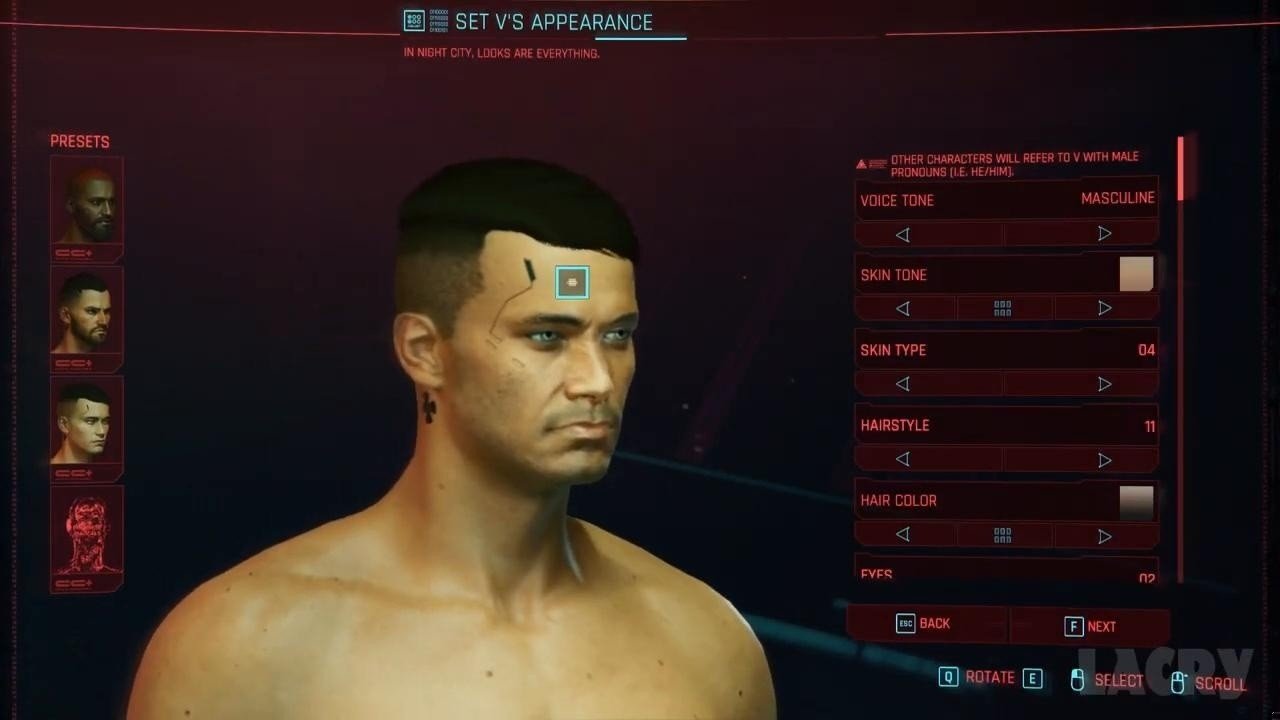 SET V'S APPEARANCE
IN NIGHT CITY, LOOKS ARE EVERYTHING.
PRESETS
OTHER CHARACTERS WILL REFER TO V WITH MALE
PRONOUNS (I.E. HE/HIM).
VOICE TONE MASCULINE
SKIN TONE
SKIN TYPE 04
HAIRSTYLE 11
HAIR COLOR
EYES 02
ESC BACK
F NEXT
Q ROTATE E SELECT SCROLL
LACRY